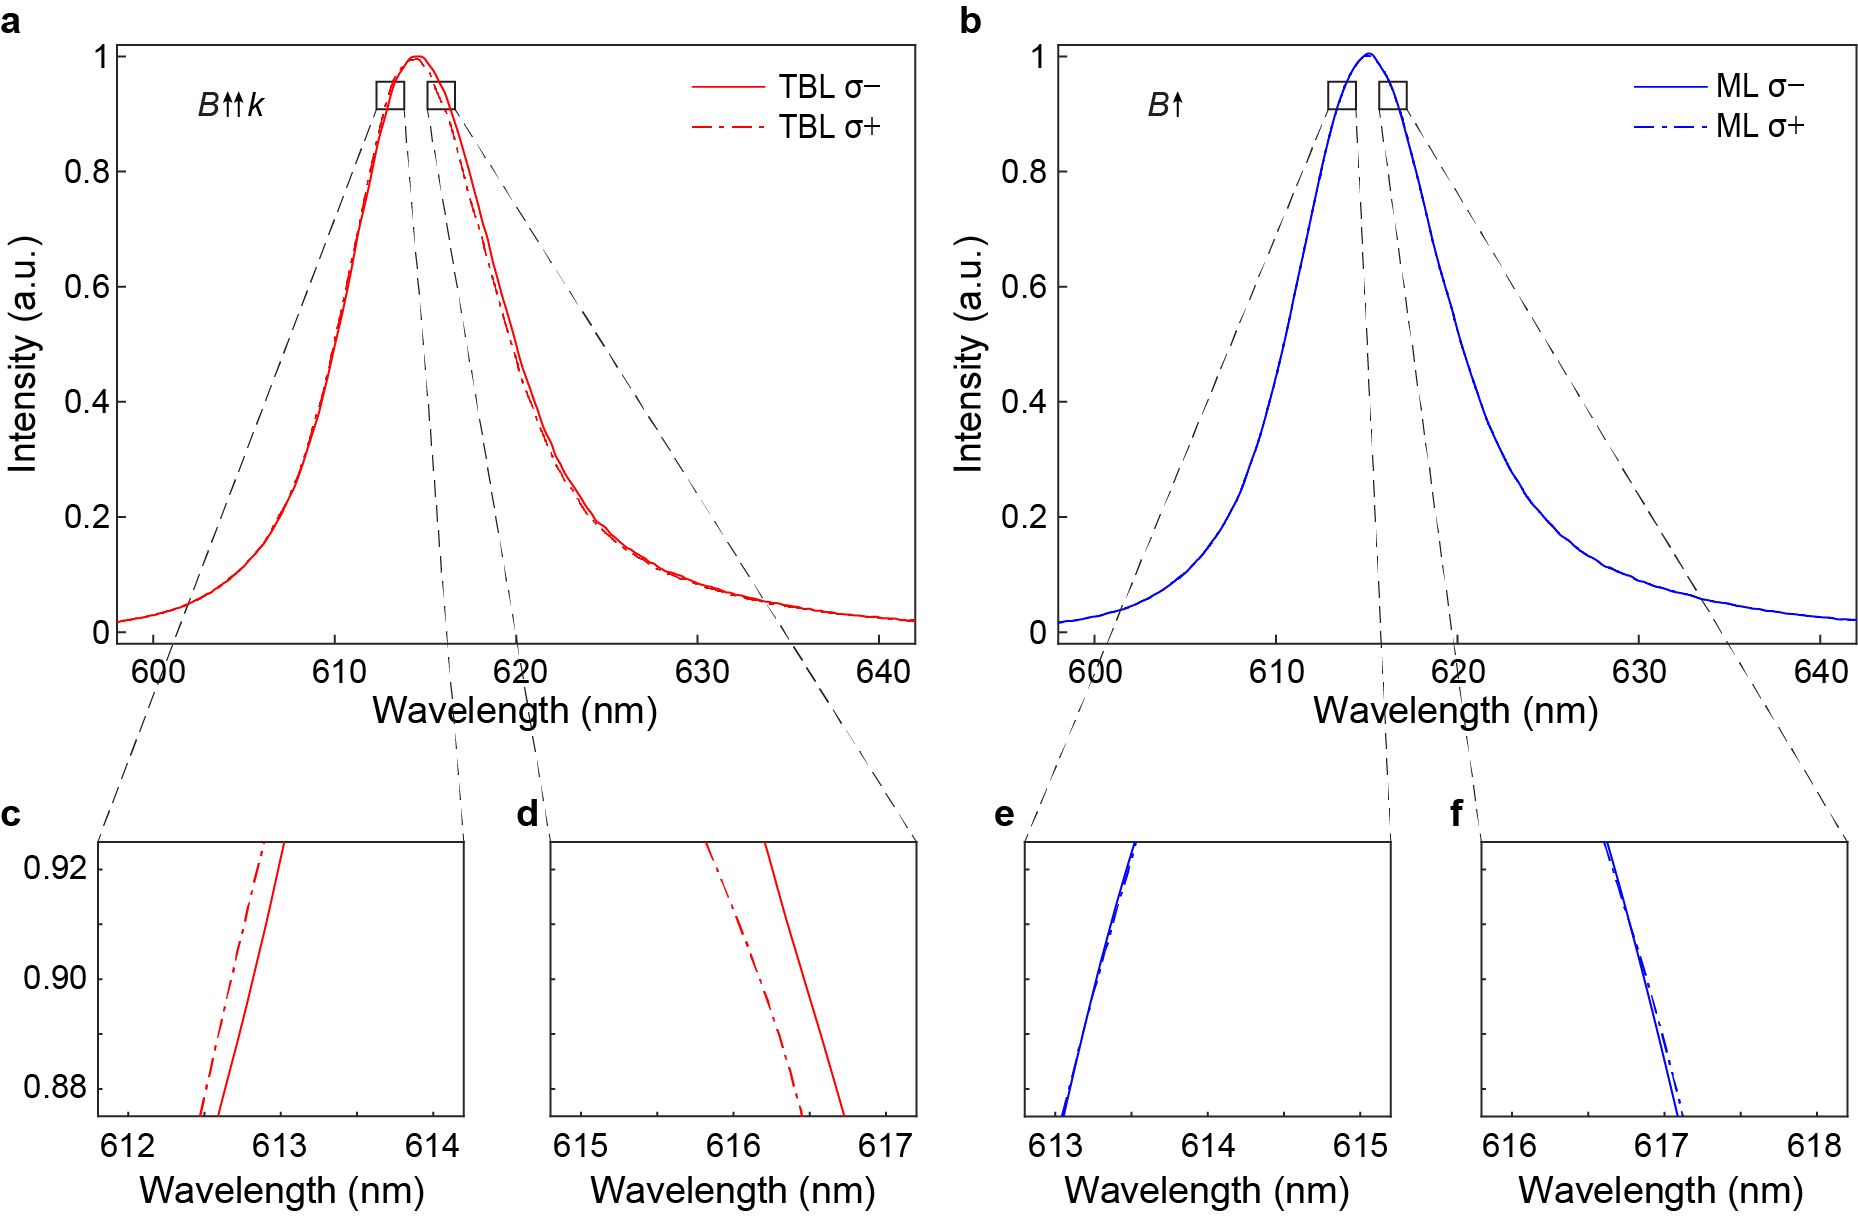 a
1
0.8
0.6
0.4
0.2
0
Intensity (a.u.)
B↑↑k
TBL σ−
TBL σ+
600 610 620 630 640
Wavelength (nm)
b
1
0.8
0.6
0.4
0.2
0
Intensity (a.u.)
B↑
ML σ−
ML σ+
600 610 620 630 640
Wavelength (nm)
c
0.92
0.90
0.88
612 613 614
Wavelength (nm)
d
615 616 617
Wavelength (nm)
e
613 614 615
Wavelength (nm)
f
616 617 618
Wavelength (nm)